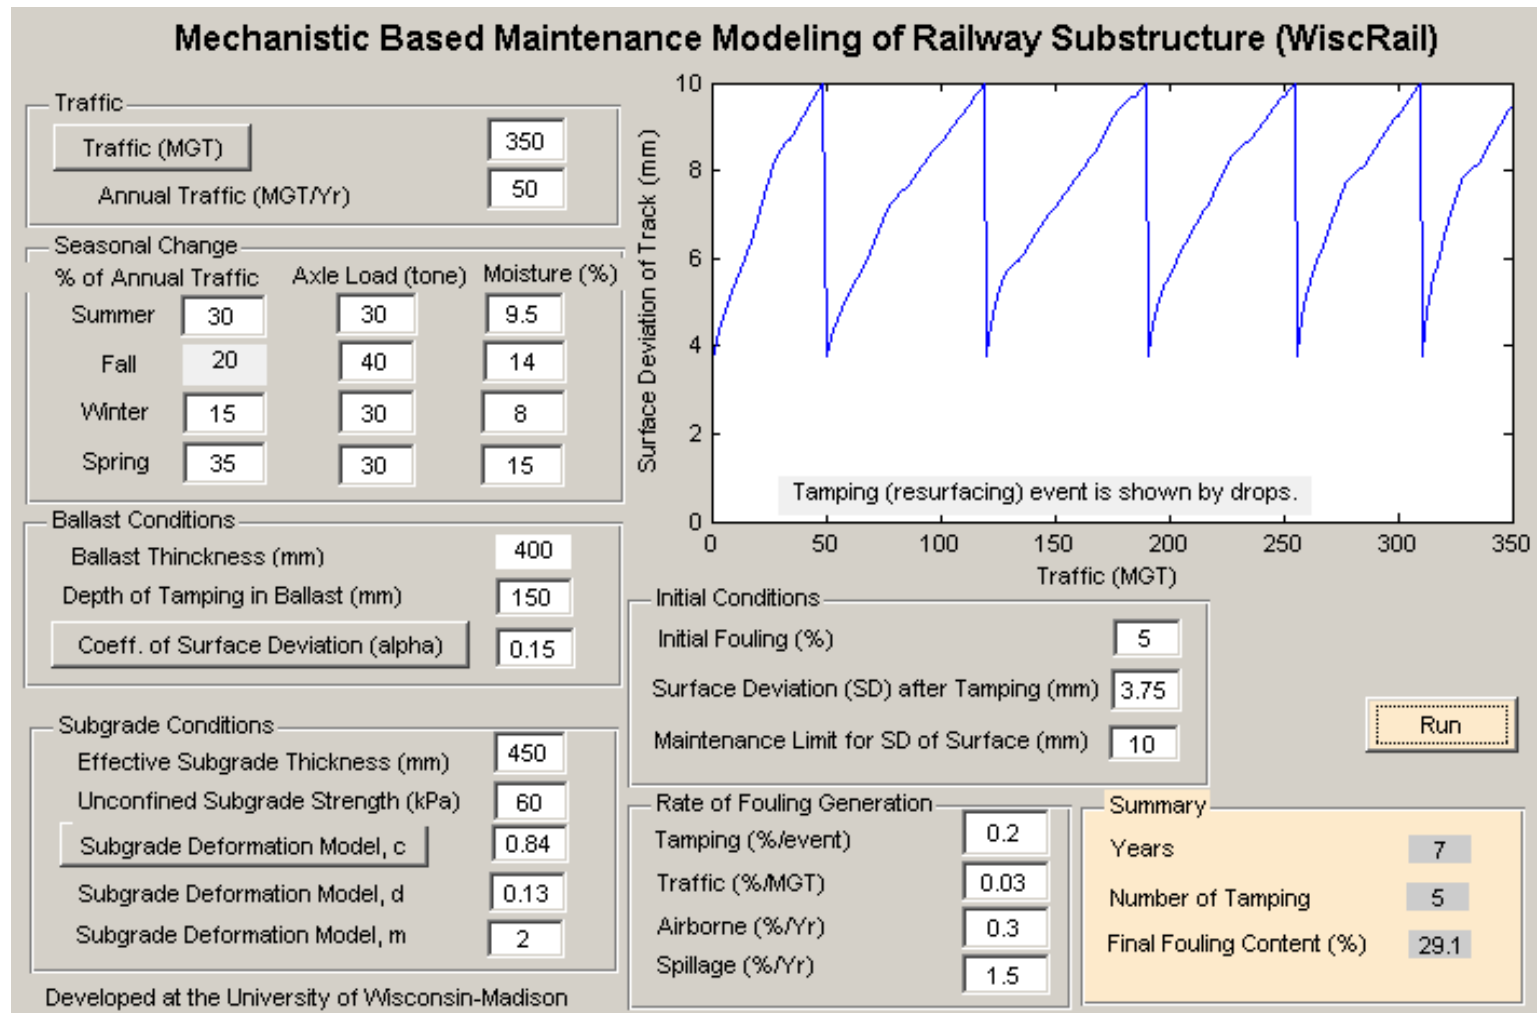 Mechanistic Based Maintenance Modeling of Railway Substructure (WiscRail)
Traffic
Traffic (MGT) 350
Annual Traffic (MGT/Yr) 50
Seasonal Change
% of Annual Traffic Axle Load (tone) Moisture (%)
Summer 30 30 9.5
Fall 20 40 14
Winter 15 30 8
Spring 35 30 15
Ballast Conditions
Ballast Thinckness (mm) 400
Depth of Tamping in Ballast (mm) 150
Coeff. of Surface Deviation (alpha) 0.15
Subgrade Conditions
Effective Subgrade Thickness (mm) 450
Unconfined Subgrade Strength (kPa) 60
Subgrade Deformation Model, c 0.84
Subgrade Deformation Model, d 0.13
Subgrade Deformation Model, m 2
Developed at the University of Wisconsin-Madison
Surface Deviation of Track (mm)
10
8
6
4
2
0
Tamping (resurfacing) event is shown by drops.
0 50 100 150 200 250 300 350
Traffic (MGT)
Initial Conditions
Initial Fouling (%) 5
Surface Deviation (SD) after Tamping (mm) 3.75
Maintenance Limit for SD of Surface (mm) 10
Run
Rate of Fouling Generation
Tamping (%/event) 0.2
Traffic (%/MGT) 0.03
Airborne (%/Yr) 0.3
Spillage (%/Yr) 1.5
Summary
Years 7
Number of Tamping 5
Final Fouling Content (%) 29.1